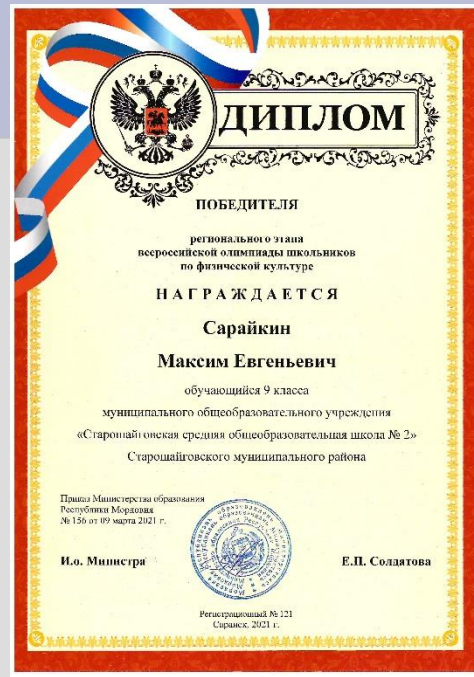 ДИПЛОМ
ПОБЕДИТЕЛЯ
регионального этапа
всероссийской олимпиады школьников
по физической культуре
НАГРАЖДАЕТСЯ
Сарайкин
Максим Евгеньевич
обучающийся 9 класса
муниципального общеобразовательного учреждения
«Старошайговская средняя общеобразовательная школа № 2»
Старошайговского муниципального района
Приказ Министерства образования
Республики Мордовия
№ 156 от 09 марта 2021 г.
И.о. Министра
Е.П. Солдатова
Регистрационный № 121
Саранск, 2021 г.